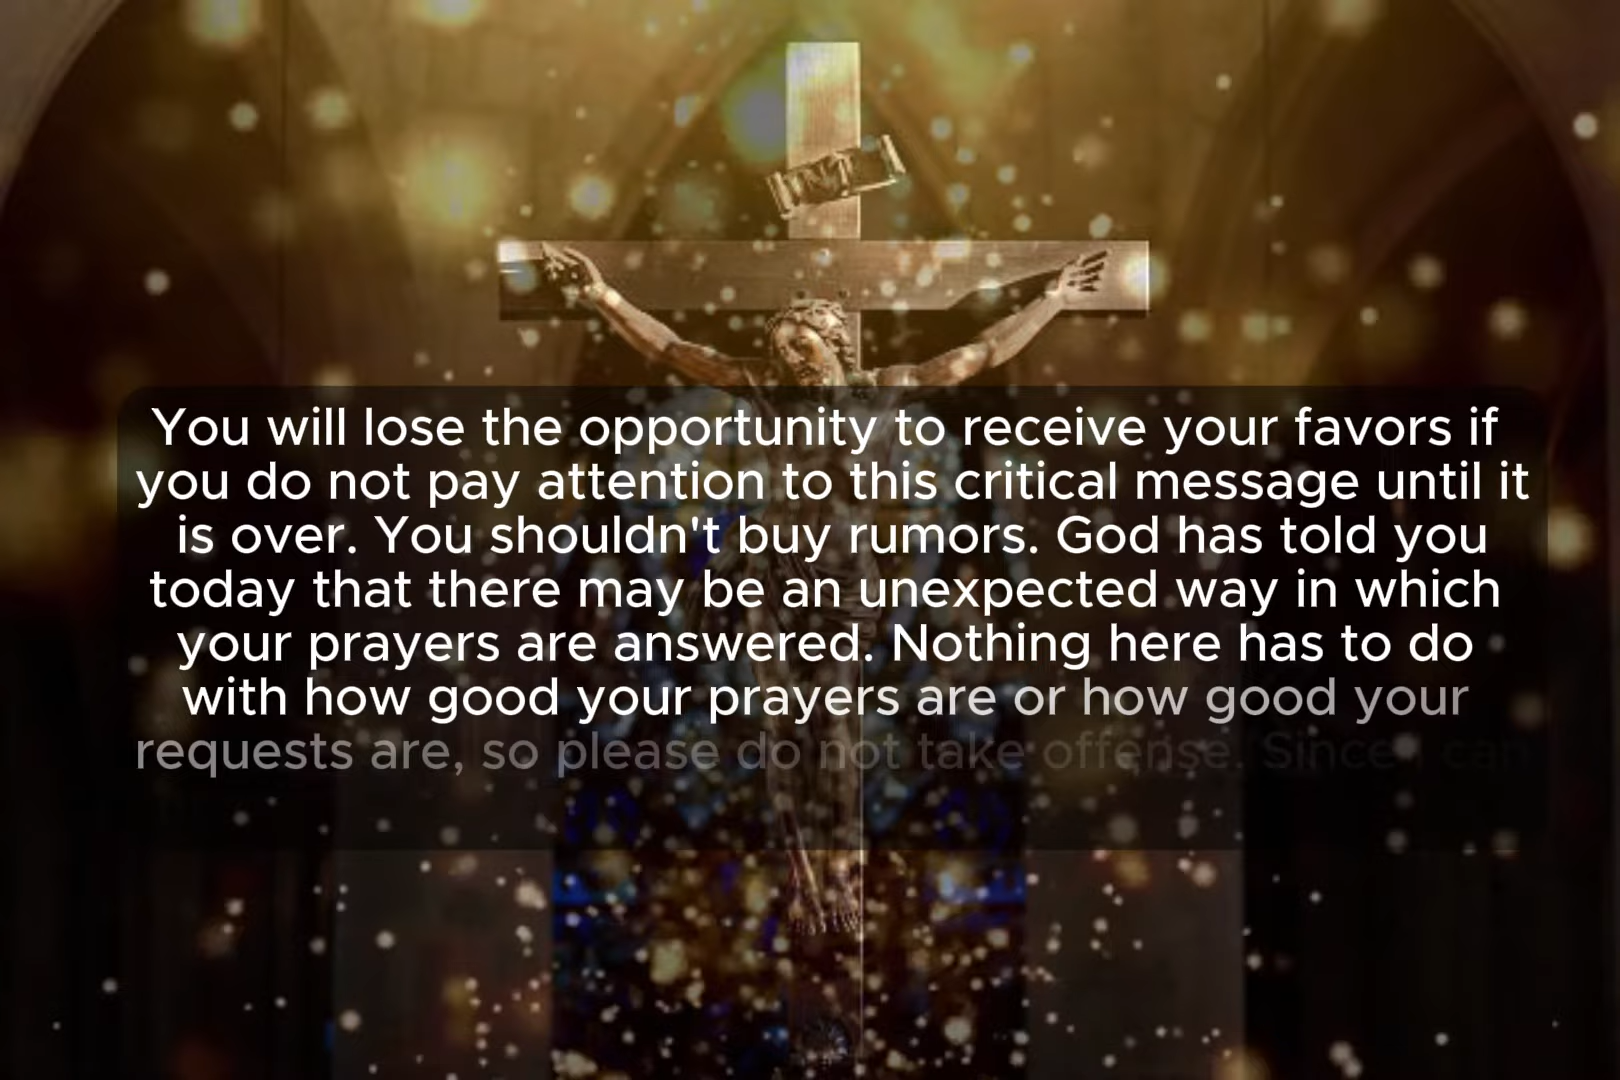 INRI
You will lose the opportunity to receive your favors if
you do not pay attention to this critical message until it
is over. You shouldn't buy rumors. God has told you
today that there may be an unexpected way in which
your prayers are answered. Nothing here has to do
with how good your prayers are or how good your
requests are, so please do not take offense. Since I can